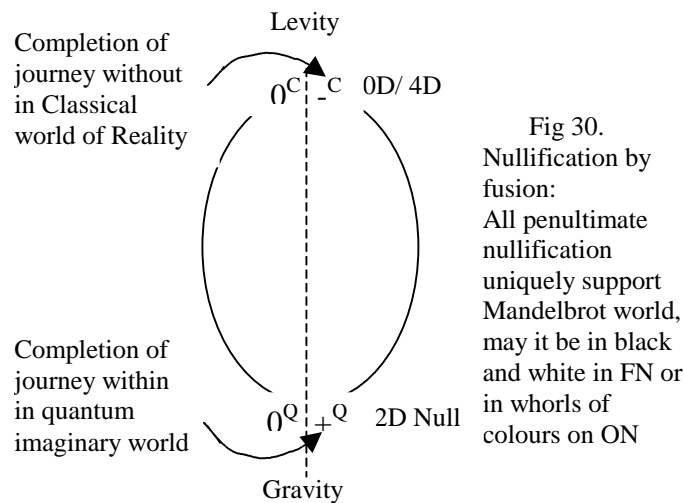 Levity
Completion of
journey without
in Classical
world of Reality
0^C -^C 0D/ 4D
Fig 30.
Nullification by
fusion:
All penultimate
nullification
uniquely support
Mandelbrot world,
may it be in black
and white in FN or
in whorls of
colours on ON
Completion of
journey within
in quantum
imaginary world
0^Q +^Q 2D Null
Gravity